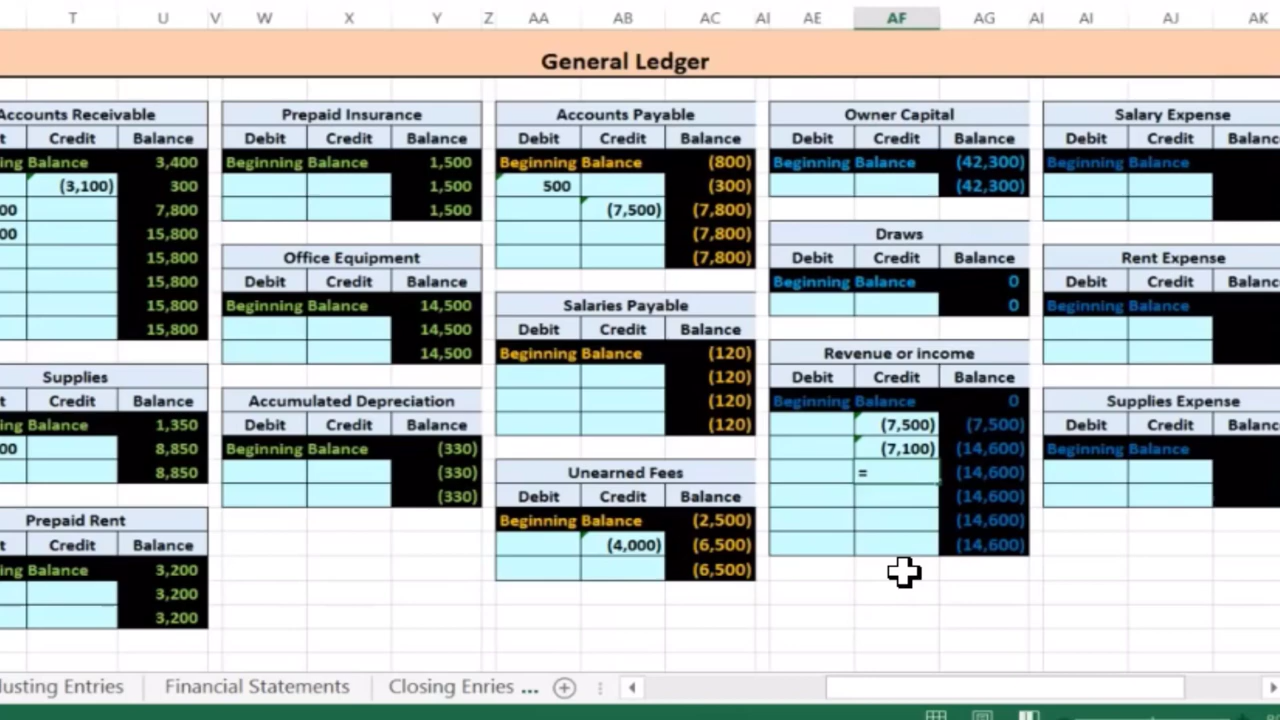 T U V W X Y Z AA AB AC AE AF AG AI AJ AK
General Ledger
Accounts Receivable Prepaid Insurance Accounts Payable Owner Capital Salary Expense
t Credit Balance Debit Credit Balance Debit Credit Balance Debit Credit Balance Debit Credit Balanc
ing Balance 3,400 Beginning Balance 1,500 Beginning Balance (800) Beginning Balance (42,300) Beginning Balance
(3,100) 300 1,500 500 (300) (42,300)
00 7,800 1,500 (7,500) (7,800)
00 15,800 (7,800) Draws
15,800 Office Equipment (7,800) Debit Credit Balance Rent Expense
15,800 Debit Credit Balance Beginning Balance 0 Debit Credit Balanc
15,800 Beginning Balance 14,500 Salaries Payable 0 Beginning Balance
15,800 14,500 Debit Credit Balance
14,500 Beginning Balance (120) Revenue or income
Supplies (120) Debit Credit Balance
t Credit Balance Accumulated Depreciation (120) Beginning Balance 0 Supplies Expense
ing Balance 1,350 Debit Credit Balance (120) (7,500) (7,500) Debit Credit Balanc
00 8,850 Beginning Balance (330) (7,100) (14,600) Beginning Balance
8,850 (330) Unearned Fees = (14,600)
(330) Debit Credit Balance (14,600)
Prepaid Rent Beginning Balance (2,500) (14,600)
t Credit Balance (4,000) (6,500) (14,600)
ing Balance 3,200 (6,500)
3,200
3,200
justing Entries Financial Statements Closing Enries ...